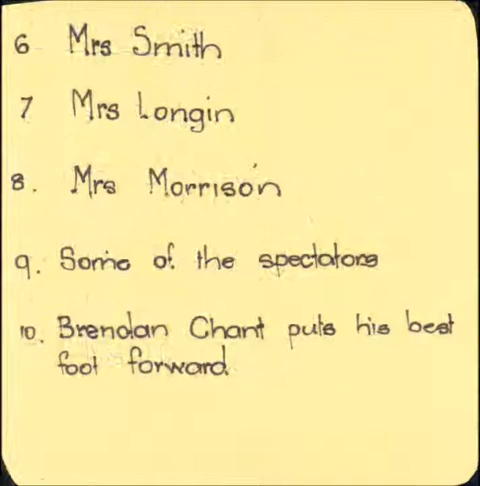 6 Mrs Smith
7 Mrs Longin
8. Mrs Morrison
9. Some of the spectators
10. Brendan Chant puts his best
foot forward